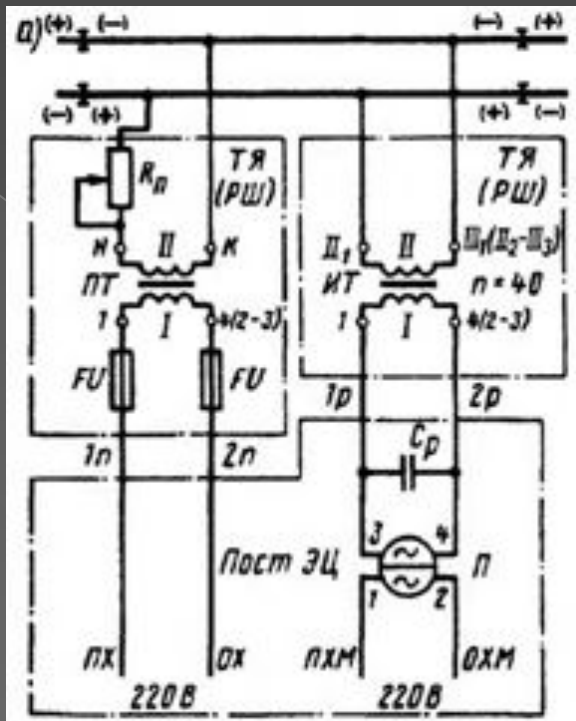 а) (+) (−) (−) (+)
(−) (+) (+) (−)
Rп ТЯ (РШ) ТЯ (РШ)
Н II К II₁ II III₁(II₂-III₃)
ПТ ИТ n = 40
1 I 4(2-3) 1 I 4(2-3)
FU FU
1р 2р
1п 2п
Cр
3 4
Пост ЭЦ П
1 2
ПХ ОХ ПХМ ОХМ
220В 220В